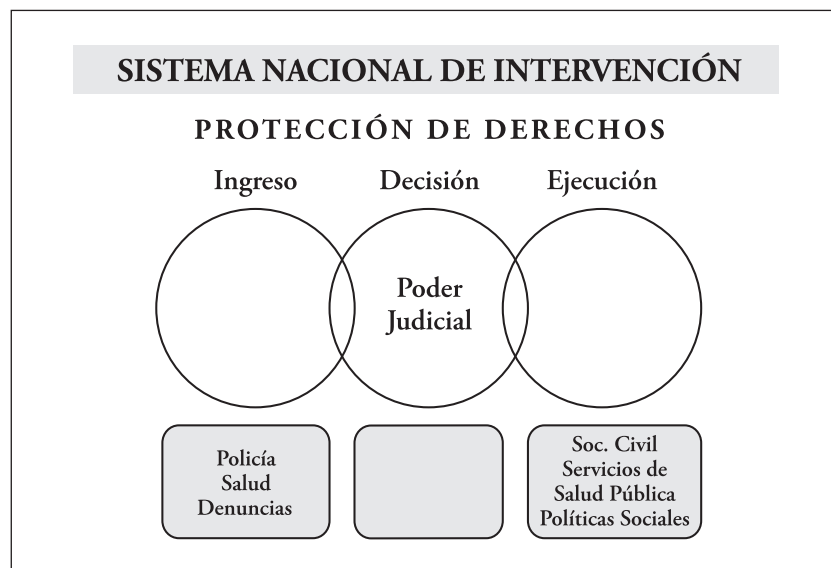 SISTEMA NACIONAL DE INTERVENCIÓN
PROTECCIÓN DE DERECHOS
Ingreso
Decisión
Ejecución
Poder
Judicial
Policía
Salud
Denuncias
Soc. Civil
Servicios de
Salud Pública
Políticas Sociales